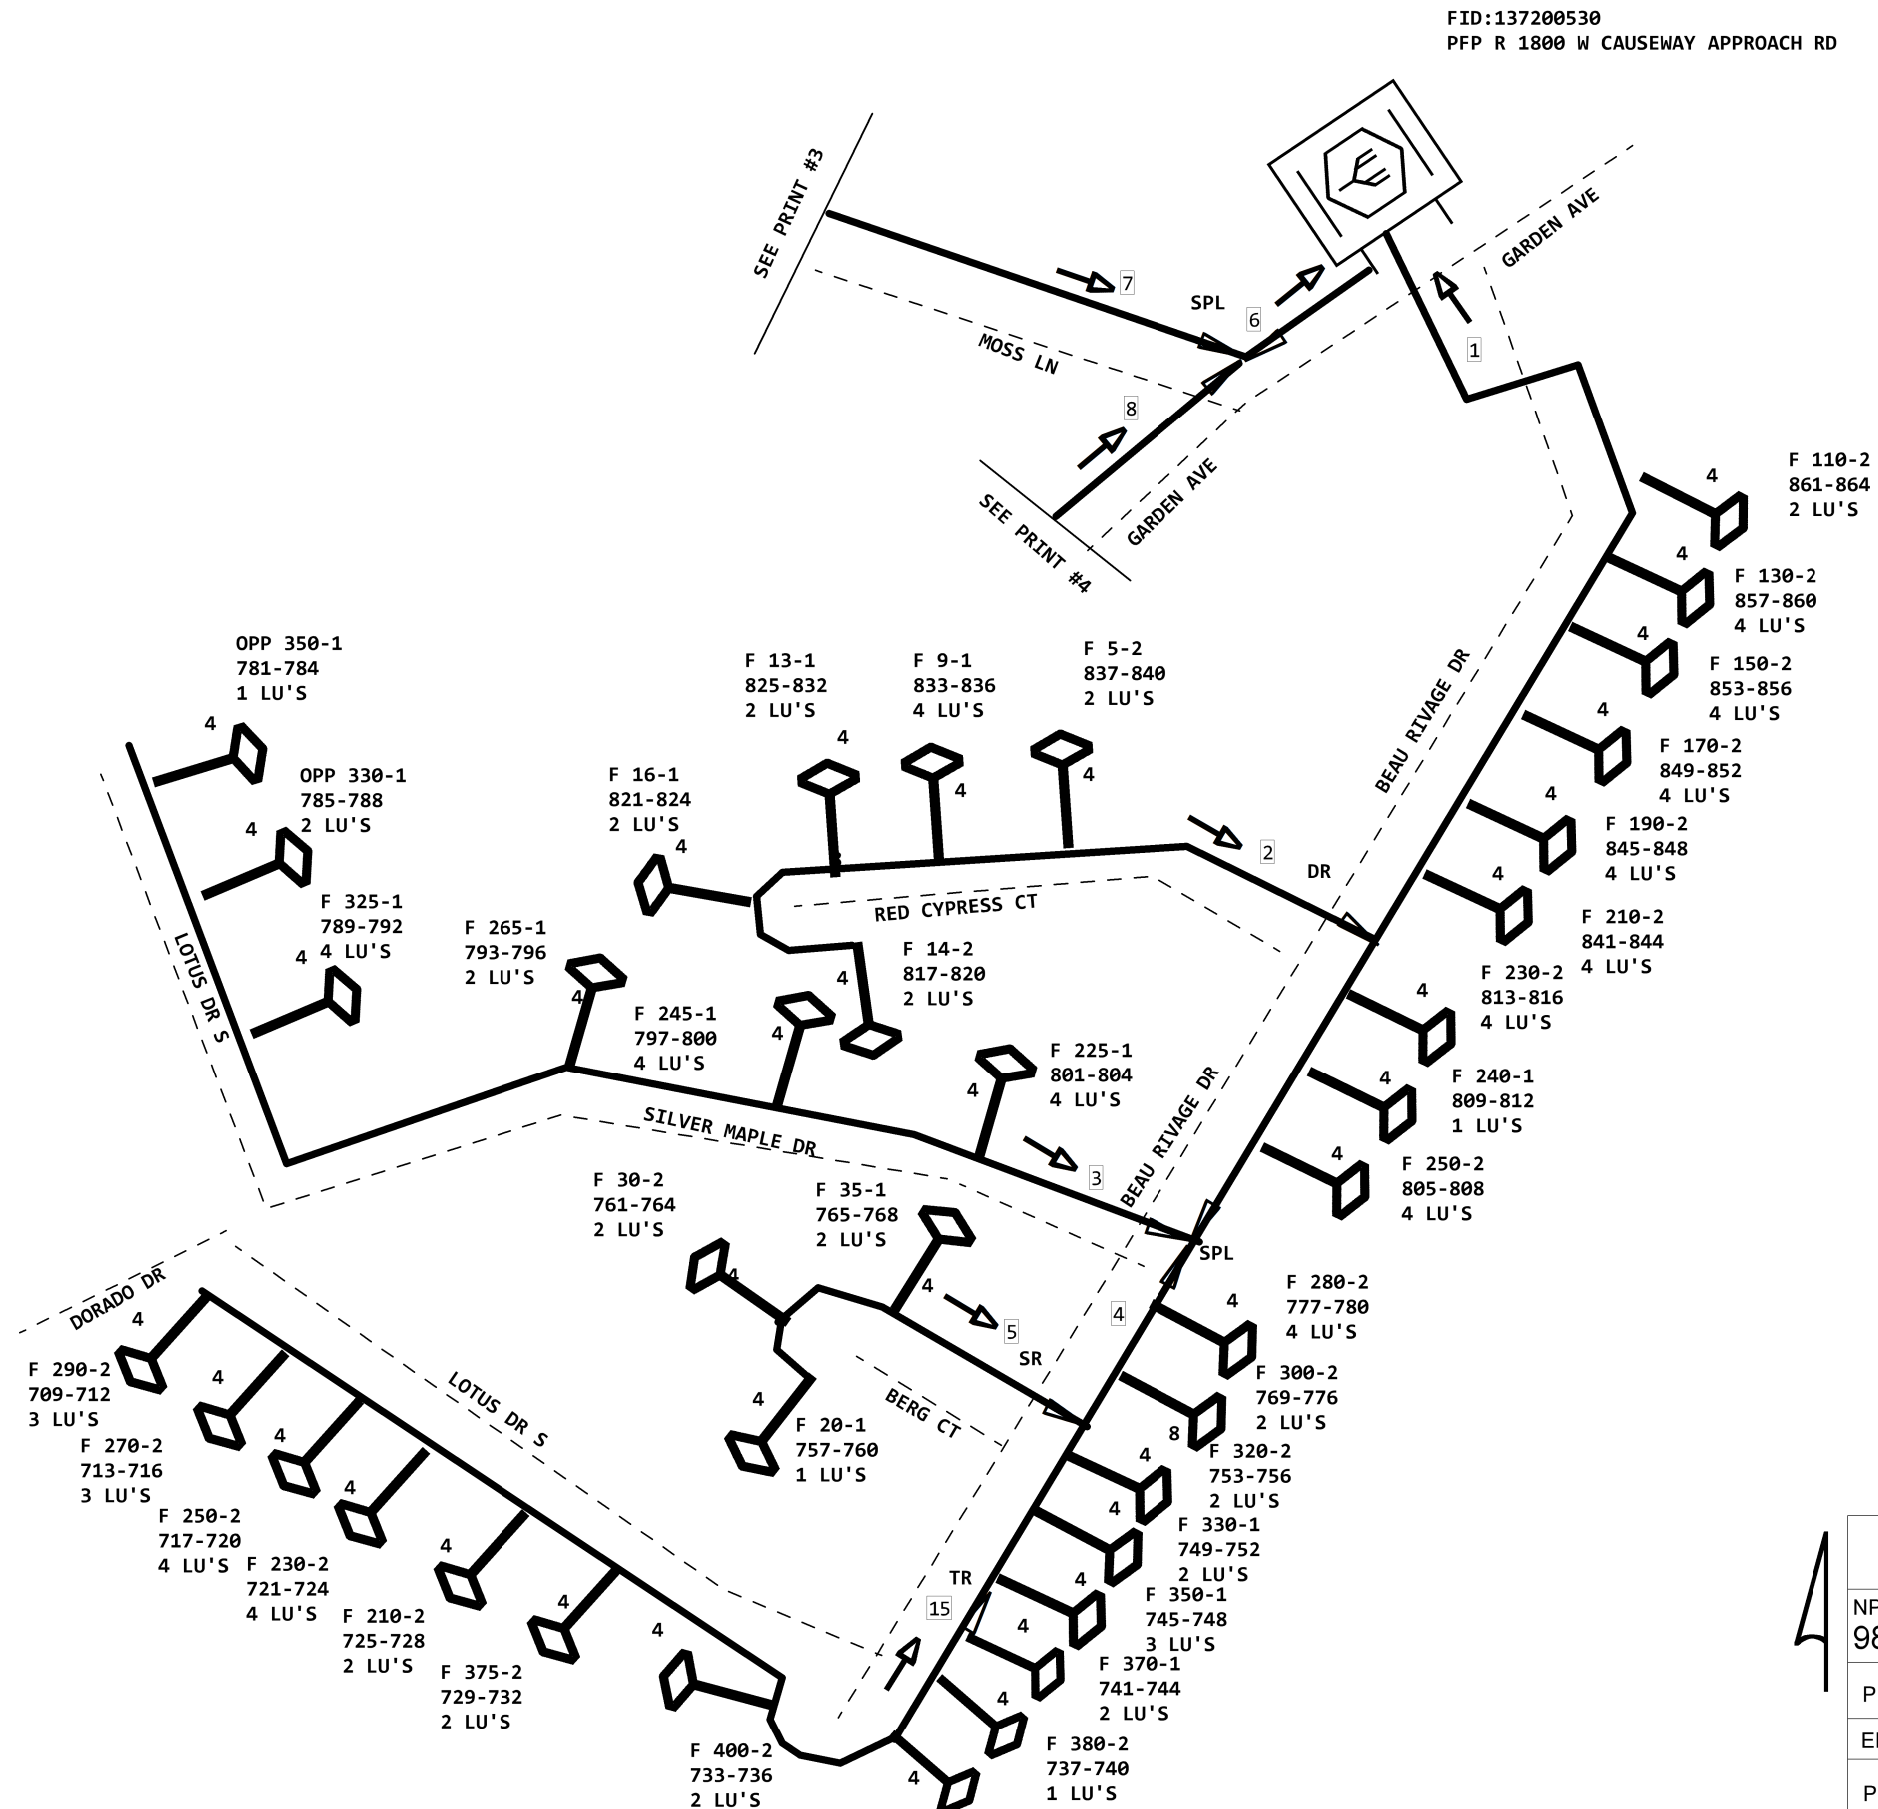 FID:137200530
PFP R 1800 W CAUSEWAY APPROACH RD
SEE PRINT #3
GARDEN AVE
7
SPL
6
MOSS LN
1
8
GARDEN AVE
SEE PRINT #4
F 110-2
861-864
2 LU'S
4
F 130-2
857-860
4 LU'S
4
F 150-2
853-856
4 LU'S
4
BEAU RIVAGE DR
F 170-2
849-852
4 LU'S
4
F 190-2
845-848
4 LU'S
4
F 210-2
841-844
4 LU'S
4
OPP 350-1
781-784
1 LU'S
4
OPP 330-1
785-788
2 LU'S
4
F 325-1
789-792
4 LU'S
4
LOTUS DR S
F 13-1
825-832
2 LU'S
4
F 9-1
833-836
4 LU'S
4
F 5-2
837-840
2 LU'S
4
F 16-1
821-824
2 LU'S
4
2
DR
RED CYPRESS CT
F 14-2
817-820
2 LU'S
4
F 265-1
793-796
2 LU'S
4
F 245-1
797-800
4 LU'S
4
F 225-1
801-804
4 LU'S
4
F 230-2
813-816
4 LU'S
4
F 240-1
809-812
1 LU'S
4
F 250-2
805-808
4 LU'S
4
SILVER MAPLE DR
BEAU RIVAGE DR
3
SPL
F 30-2
761-764
2 LU'S
4
F 35-1
765-768
2 LU'S
4
5
SR
4
BERG CT
F 20-1
757-760
1 LU'S
4
F 280-2
777-780
4 LU'S
4
F 300-2
769-776
2 LU'S
8
F 320-2
753-756
2 LU'S
4
F 330-1
749-752
2 LU'S
4
F 350-1
745-748
3 LU'S
4
F 370-1
741-744
2 LU'S
4
F 380-2
737-740
1 LU'S
4
4
TR
15
DORADO DR
F 290-2
709-712
3 LU'S
4
F 270-2
713-716
3 LU'S
4
F 250-2
717-720
4 LU'S
4
F 230-2
721-724
4 LU'S
4
LOTUS DR S
F 210-2
725-728
2 LU'S
4
F 375-2
729-732
2 LU'S
4
F 400-2
733-736
2 LU'S
4